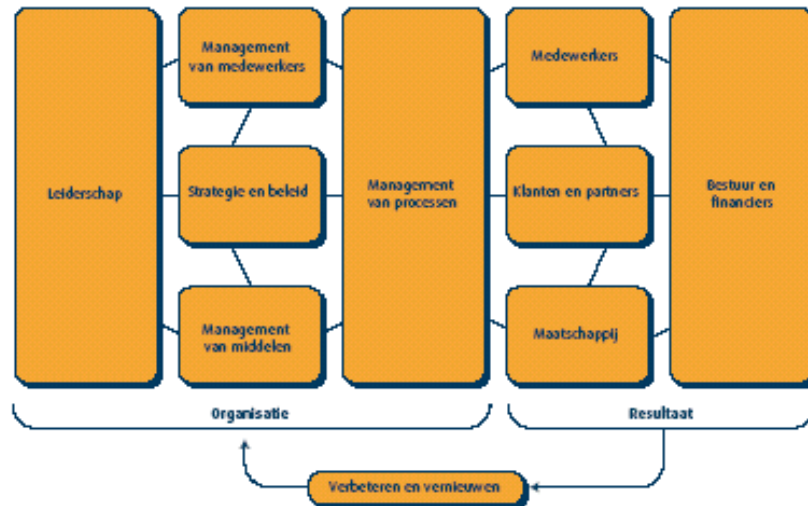 Leiderschap
Management
van medewerkers
Strategie en beleid
Management
van middelen
Management
van processen
Medewerkers
Klanten en partners
Maatschappij
Bestuur en
financiers
Organisatie
Resultaat
Verbeteren en vernieuwen